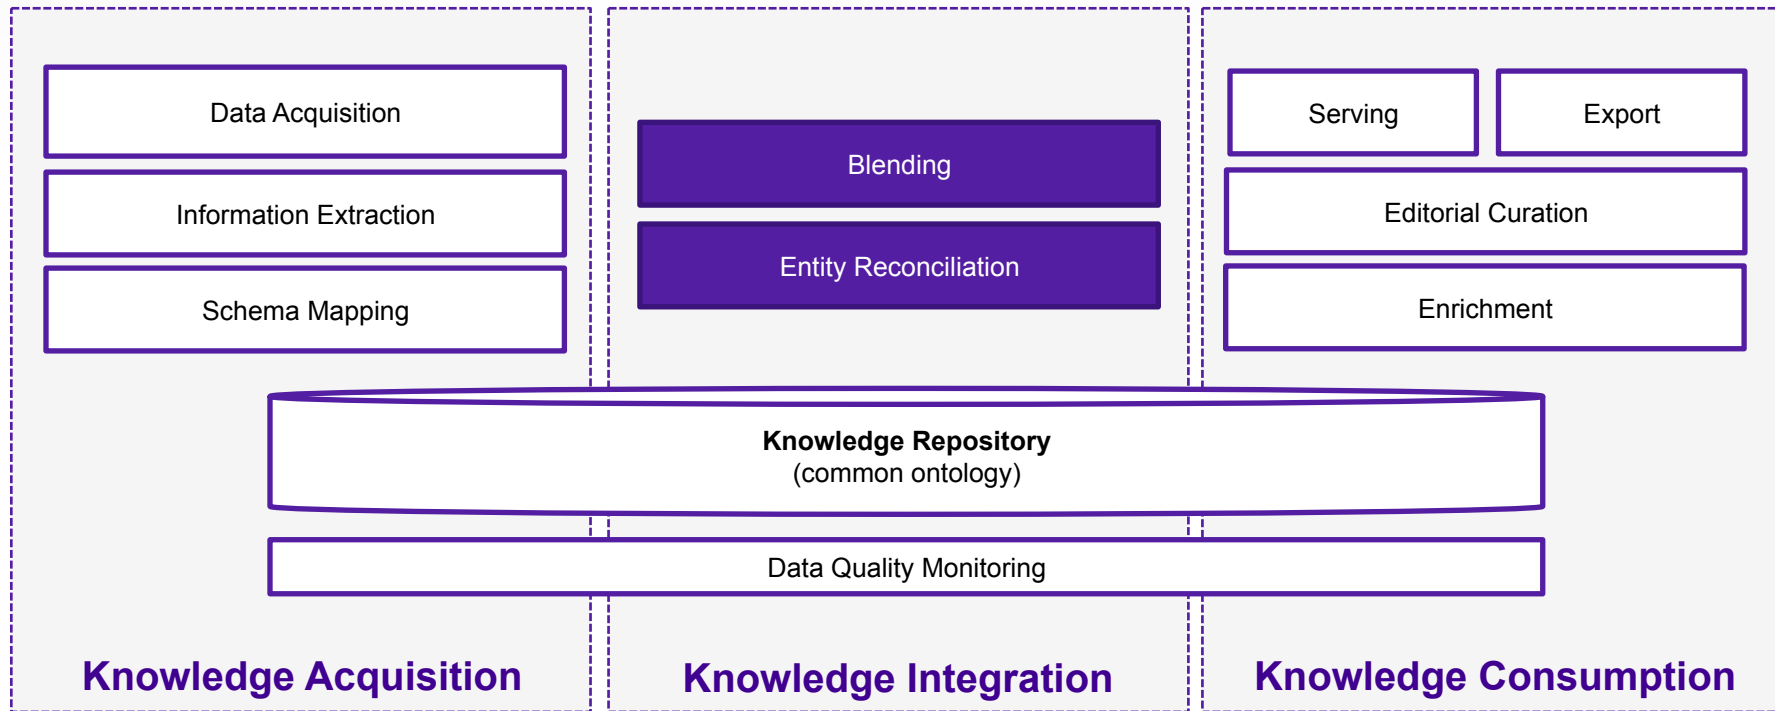 Data Acquisition
Information Extraction
Schema Mapping
Knowledge Acquisition
Blending
Entity Reconciliation
Knowledge Integration
Serving
Export
Editorial Curation
Enrichment
Knowledge Consumption
Knowledge Repository
(common ontology)
Data Quality Monitoring